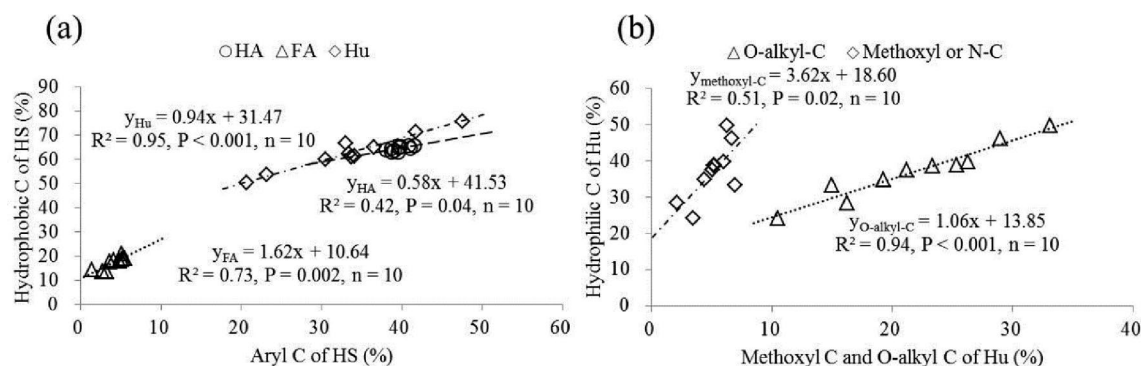 (a)
○HA △FA ◇Hu
Hydrophobic C of HS (%)
90
80
70
60
50
40
30
20
10
0
y_Hu = 0.94x + 31.47
R² = 0.95, P < 0.001, n = 10
y_HA = 0.58x + 41.53
R² = 0.42, P = 0.04, n = 10
y_FA = 1.62x + 10.64
R² = 0.73, P = 0.002, n = 10
0 10 20 30 40 50 60
Aryl C of HS (%)
(b)
△O-alkyl-C ◇Methoxyl or N-C
Hydrophilic C of Hu (%)
60
50
40
30
20
10
0
y_methoxyl-C = 3.62x + 18.60
R² = 0.51, P = 0.02, n = 10
y_O-alkyl-C = 1.06x + 13.85
R² = 0.94, P < 0.001, n = 10
0 10 20 30 40
Methoxyl C and O-alkyl C of Hu (%)